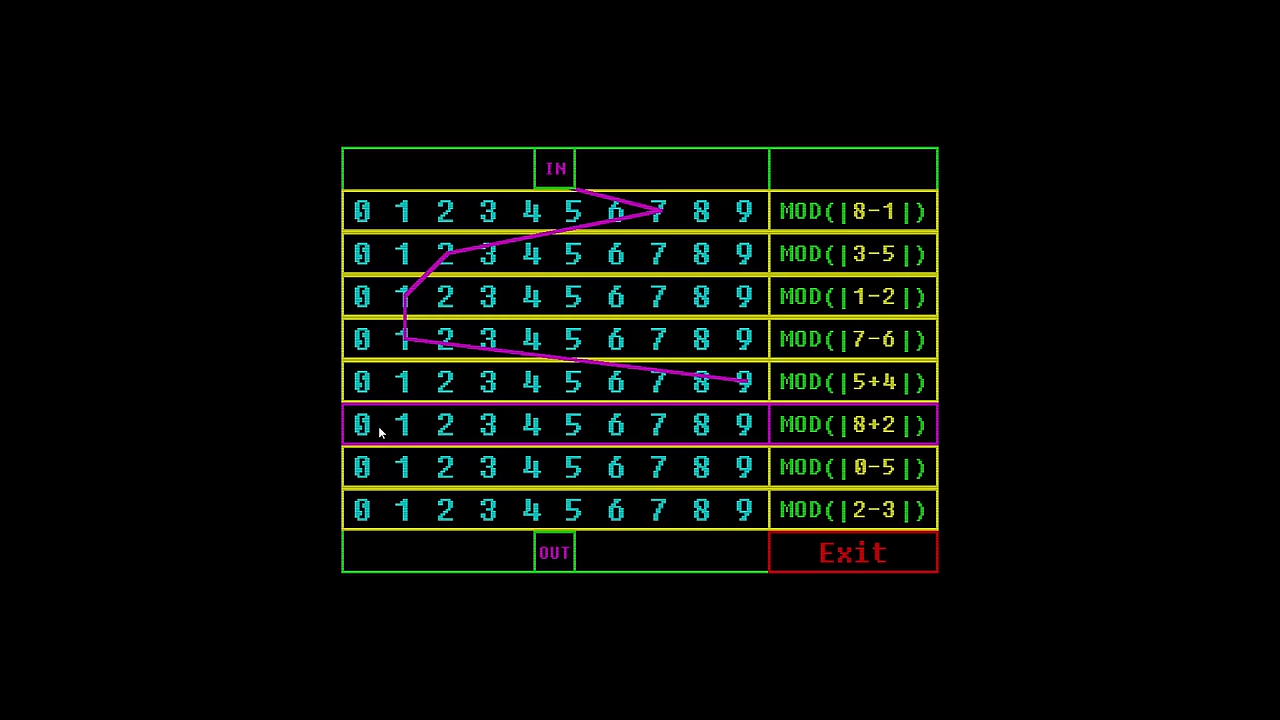 IN
0 1 2 3 4 5 6 7 8 9 MOD(|8-1|)
0 1 2 3 4 5 6 7 8 9 MOD(|3-5|)
0 1 2 3 4 5 6 7 8 9 MOD(|1-2|)
0 1 2 3 4 5 6 7 8 9 MOD(|7-6|)
0 1 2 3 4 5 6 7 8 9 MOD(|5+4|)
0 1 2 3 4 5 6 7 8 9 MOD(|8+2|)
0 1 2 3 4 5 6 7 8 9 MOD(|0-5|)
0 1 2 3 4 5 6 7 8 9 MOD(|2-3|)
OUT Exit